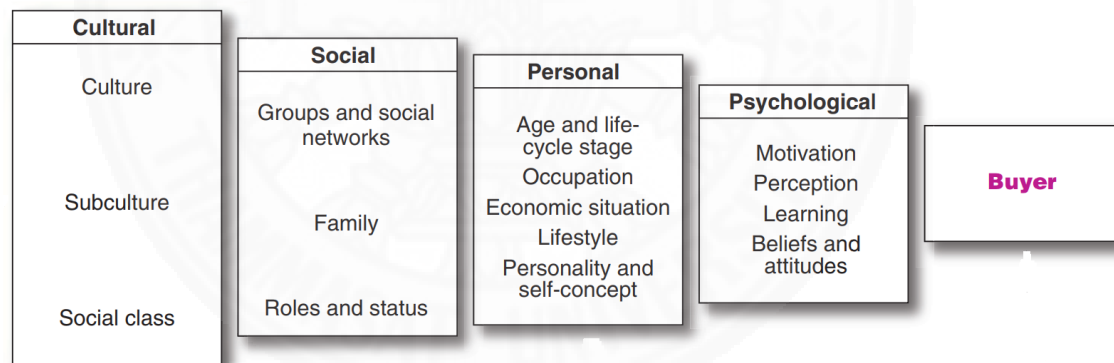 Cultural
Culture
Subculture
Social class
Social
Groups and social
networks
Family
Roles and status
Personal
Age and life-
cycle stage
Occupation
Economic situation
Lifestyle
Personality and
self-concept
Psychological
Motivation
Perception
Learning
Beliefs and
attitudes
Buyer